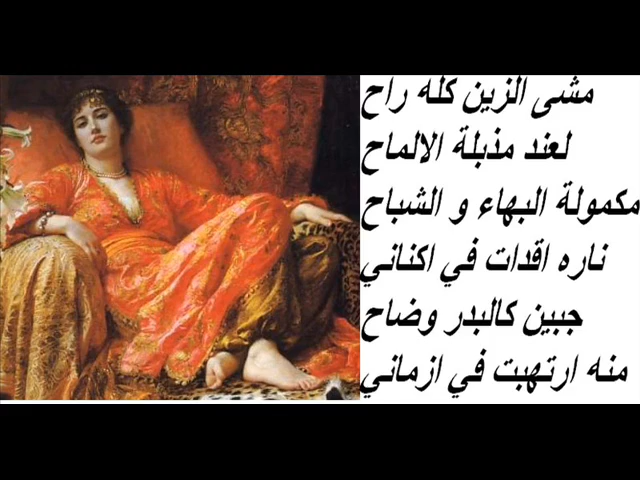 مشى الزين كله راح
لعند مذبلة الالماح
مكمولة البهاء و الشباح
ناره اقدات في اكناني
جبين كالبدر وضاح
منه ارتهبت في ازماني